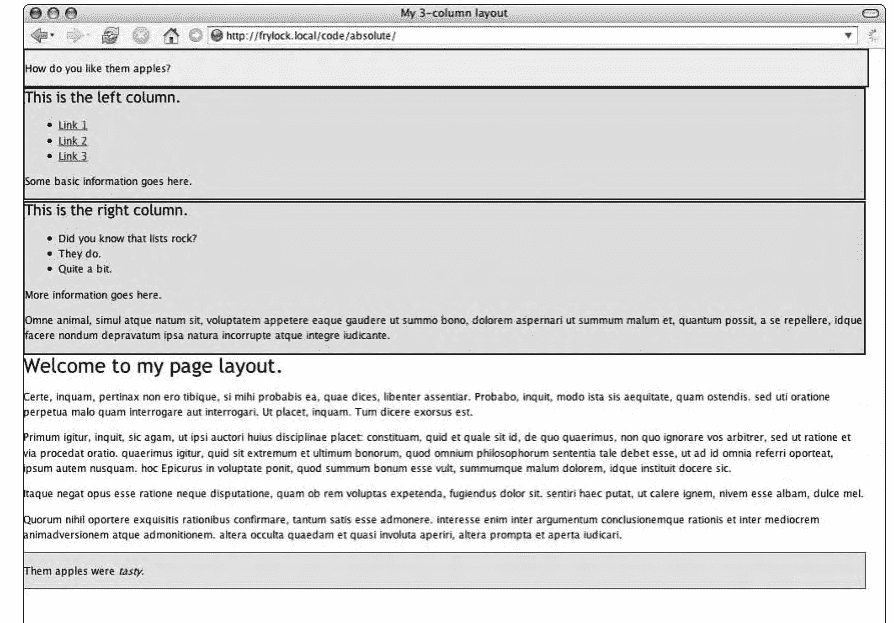 My 3-column layout
http://frylock.local/code/absolute/
How do you like them apples?
This is the left column.
• Link 1
• Link 2
• Link 3
Some basic information goes here.
This is the right column.
• Did you know that lists rock?
• They do.
• Quite a bit.
More information goes here.
Omne animal, simul atque natum sit, voluptatem appetere eaque gaudere ut summo bono, dolorem aspernari ut summum malum et, quantum possit, a se repellere, idque
facere nondum depravatum ipsa natura incorrupte atque integre iudicante.
Welcome to my page layout.
Certe, inquam, pertinax non ero tibique, si mihi probabis ea, quae dices, libenter assentiar. Probabo, inquit, modo ista sis aequitate, quam ostendis. sed uti oratione
perpetua malo quam interrogare aut interrogari. Ut placet, inquam. Tum dicere exorsus est.
Primum igitur, inquit, sic agam, ut ipsi auctori huius disciplinae placet: constituam, quid et quale sit id, de quo quaerimus, non quo ignorare vos arbitrer, sed ut ratione et
via procedat oratio. quaerimus igitur, quid sit extremum et ultimum bonorum, quod omnium philosophorum sententia tale debet esse, ut ad id omnia referri oporteat,
ipsum autem nusquam. hoc Epicurus in voluptate ponit, quod summum bonum esse vult, summumque malum dolorem, idque instituit docere sic.
Itaque negat opus esse ratione neque disputatione, quam ob rem voluptas expetenda, fugiendus dolor sit. sentiri haec putat, ut calere ignem, nivem esse albam, dulce mel.
Quorum nihil oportere exquisitis rationibus confirmare, tantum satis esse admonere. interesse enim inter argumentum conclusionemque rationis et inter mediocrem
animadversionem atque admonitionem. altera occulta quaedam et quasi involuta aperiri, altera prompta et aperta iudicari.
Them apples were tasty.